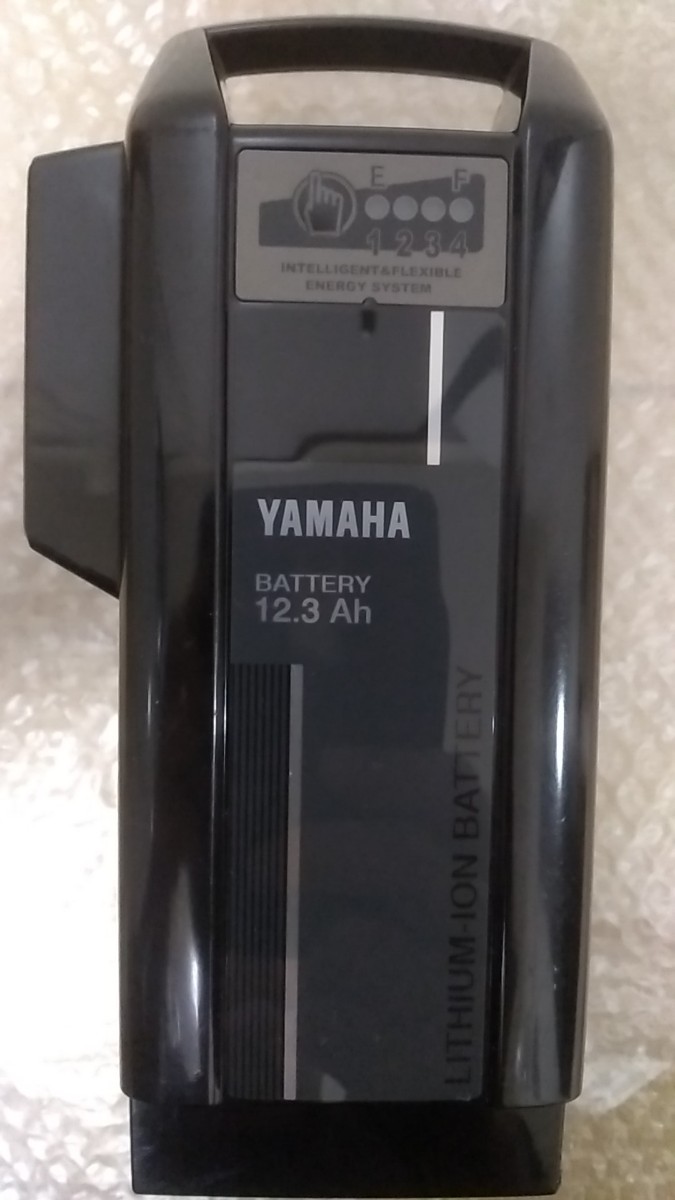 E F
1 2 3 4
INTELLIGENT&FLEXIBLE
ENERGY SYSTEM
YAMAHA
BATTERY
12.3 Ah
LITHIUM-ION BATTERY